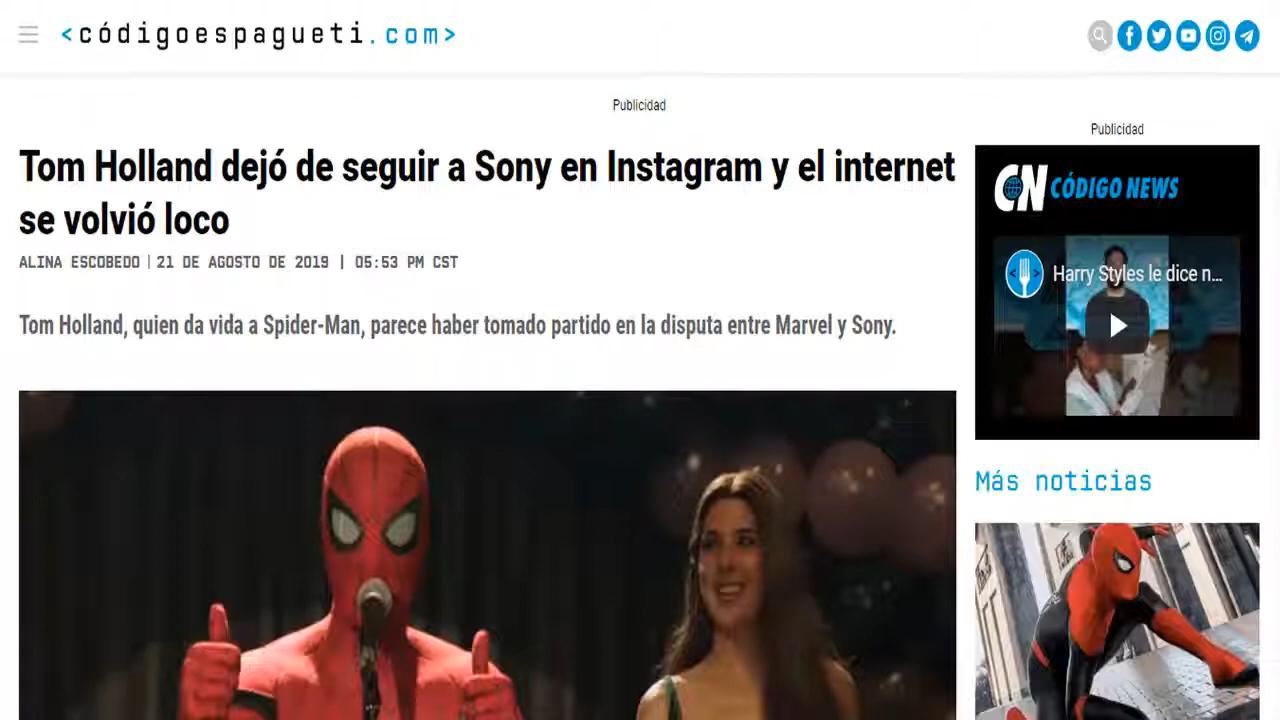 <códigoespagueti.com>
Publicidad
Publicidad
Tom Holland dejó de seguir a Sony en Instagram y el internet
se volvió loco
ALINA ESCOBEDO | 21 DE AGOSTO DE 2019 | 05:53 PM CST
Tom Holland, quien da vida a Spider-Man, parece haber tomado partido en la disputa entre Marvel y Sony.
CN CÓDIGO NEWS
Harry Styles le dice n...
Más noticias